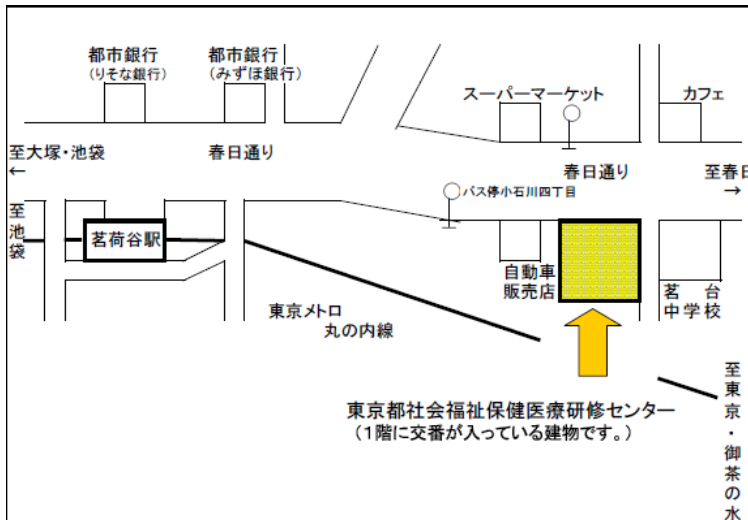 都市銀行
（りそな銀行）
都市銀行
（みずほ銀行）
スーパーマーケット
カフェ
至大塚・池袋
←
春日通り
春日通り
至春日
→
バス停小石川四丁目
至池袋
茗荷谷駅
自動車
販売店
茗台
中学校
東京メトロ
丸の内線
東京都社会福祉保健医療研修センター
（１階に交番が入っている建物です。）
至東京・御茶の水